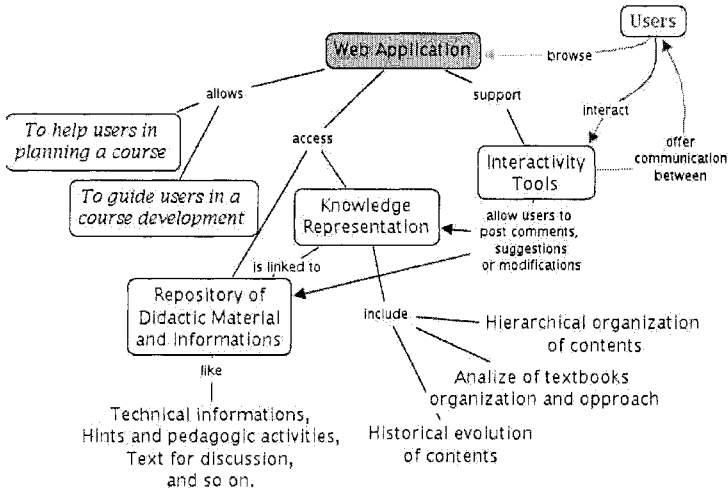 Users
Web Application
browse
allows
support
interact
To help users in
planning a course
access
offer
communication
between
Interactivity
Tools
To guide users in a
course development
Knowledge
Representation
allow users to
post comments,
suggestions
or modifications
is linked to
Repository of
Didactic Material
and Informations
include
Hierarchical organization
of contents
like
Analize of textbooks
organization and approach
Technical informations,
Hints and pedagogic activities,
Text for discussion,
and so on.
Historical evolution
of contents